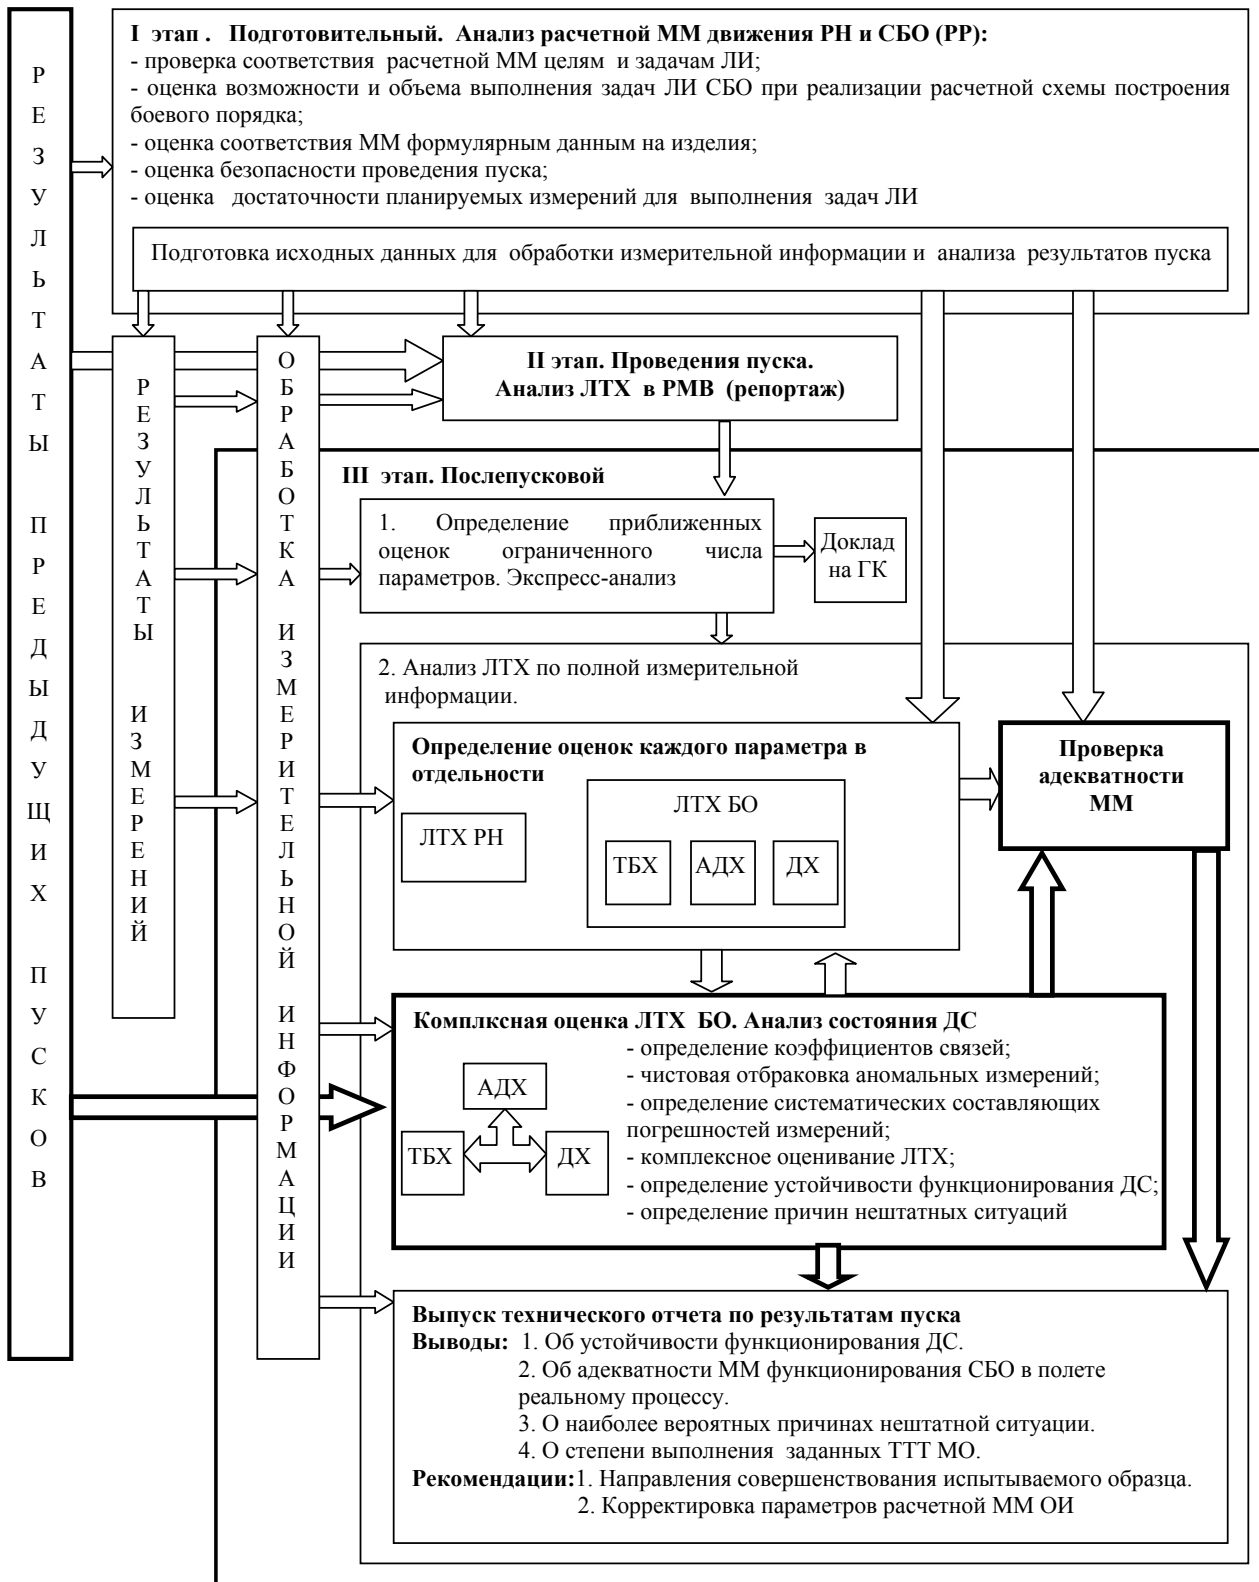 РЕЗУЛЬТАТЫ ПРЕДЫДУЩИХ ПУСКОВ
I этап . Подготовительный. Анализ расчетной ММ движения РН и СБО (РР):
- проверка соответствия расчетной ММ целям и задачам ЛИ;
- оценка возможности и объема выполнения задач ЛИ СБО при реализации расчетной схемы построения
боевого порядка;
- оценка соответствия ММ формулярным данным на изделия;
- оценка безопасности проведения пуска;
- оценка достаточности планируемых измерений для выполнения задач ЛИ
Подготовка исходных данных для обработки измерительной информации и анализа результатов пуска
РЕЗУЛЬТАТЫ ИЗМЕРЕНИЙ
ОБРАБОТКА ИЗМЕРИТЕЛЬНОЙ ИНФОРМАЦИИ
II этап. Проведения пуска.
Анализ ЛТХ в РМВ (репортаж)
III этап. Послепусковой
1. Определение приближенных
оценок ограниченного числа
параметров. Экспресс-анализ
Доклад
на ГК
2. Анализ ЛТХ по полной измерительной
информации.
Определение оценок каждого параметра в
отдельности
ЛТХ РН
ЛТХ БО
ТБХ
АДХ
ДХ
Проверка
адекватности
ММ
Комплксная оценка ЛТХ БО. Анализ состояния ДС
- определение коэффициентов связей;
- чистовая отбраковка аномальных измерений;
- определение систематических составляющих
погрешностей измерений;
- комплексное оценивание ЛТХ;
- определение устойчивости функционирования ДС;
- определение причин нештатных ситуаций
АДХ
ТБХ
ДХ
Выпуск технического отчета по результатам пуска
Выводы: 1. Об устойчивости функционирования ДС.
2. Об адекватности ММ функционирования СБО в полете
реальному процессу.
3. О наиболее вероятных причинах нештатной ситуации.
4. О степени выполнения заданных ТТТ МО.
Рекомендации:1. Направления совершенствования испытываемого образца.
2. Корректировка параметров расчетной ММ ОИ